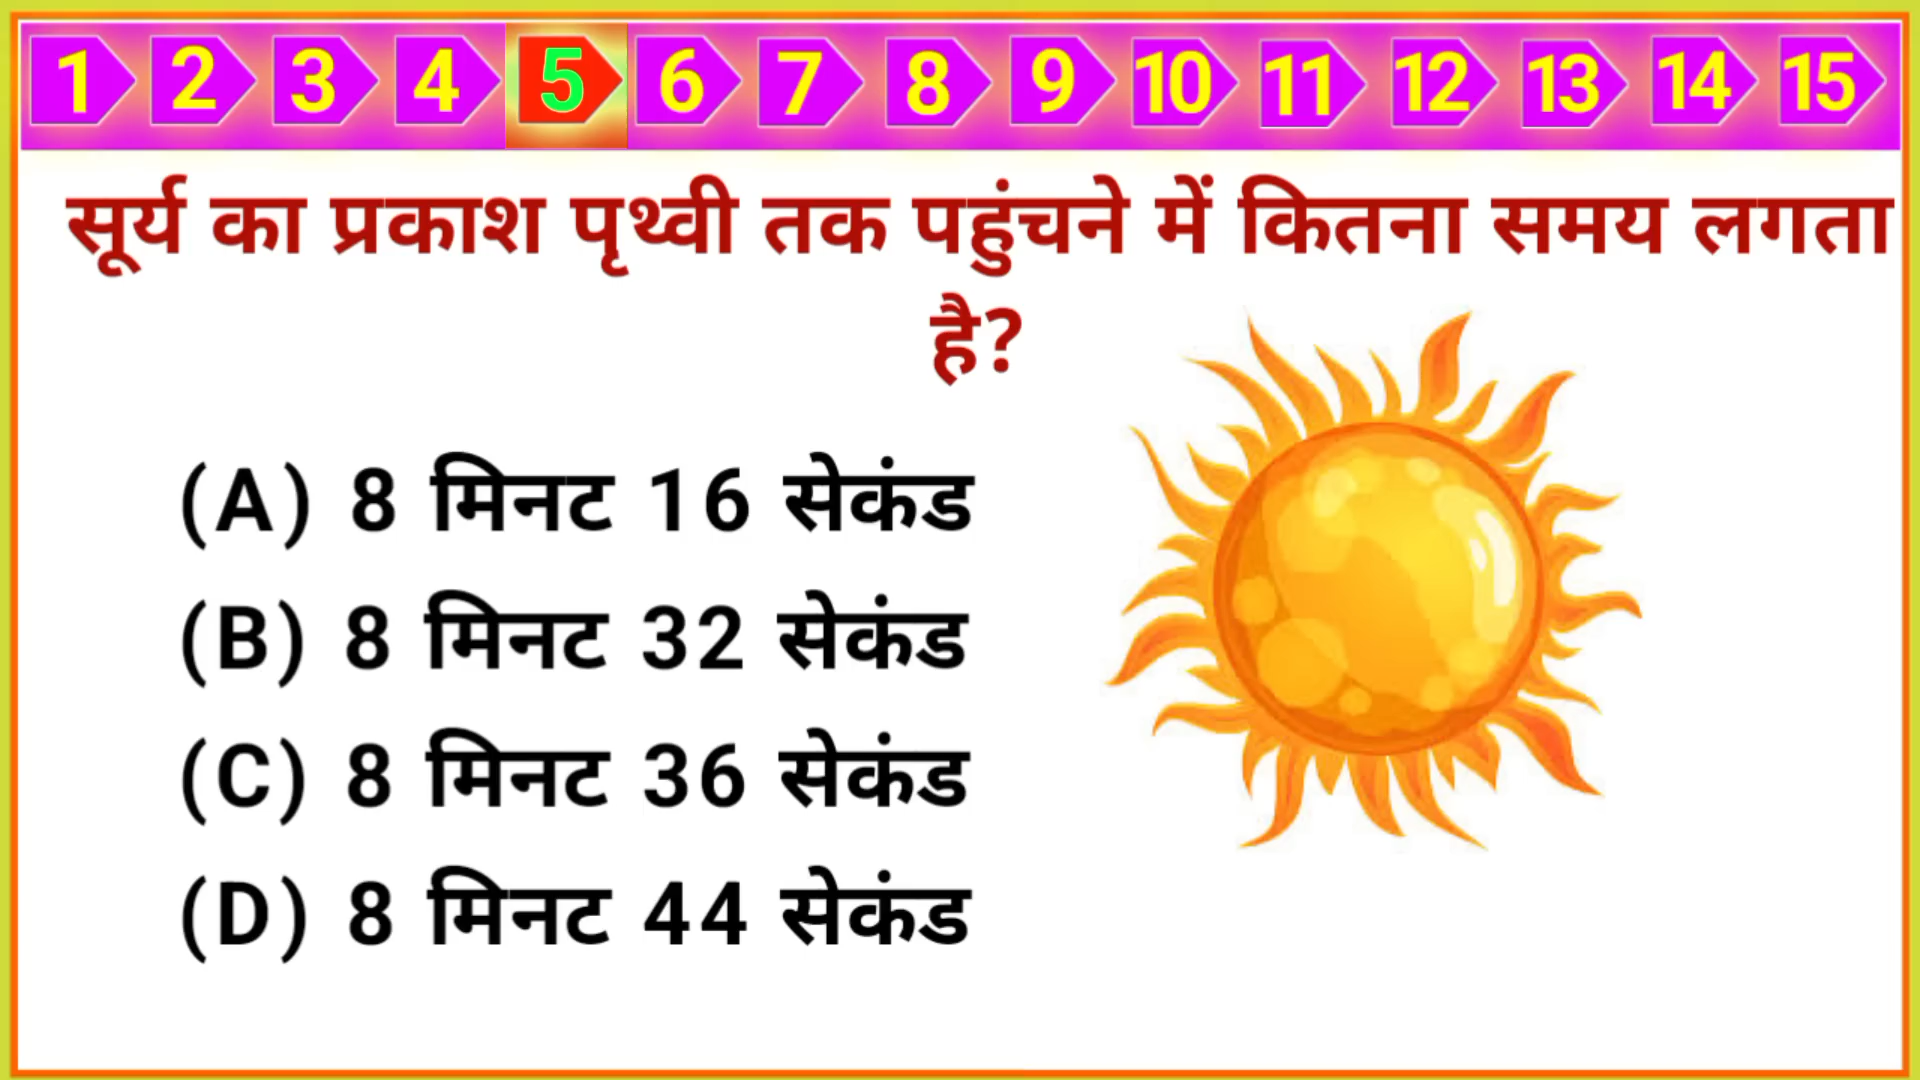 1 2 3 4 5 6 7 8 9 10 11 12 13 14 15
सूर्य का प्रकाश पृथ्वी तक पहुंचने में कितना समय लगता
है?
(A) 8 मिनट 16 सेकंड
(B) 8 मिनट 32 सेकंड
(C) 8 मिनट 36 सेकंड
(D) 8 मिनट 44 सेकंड